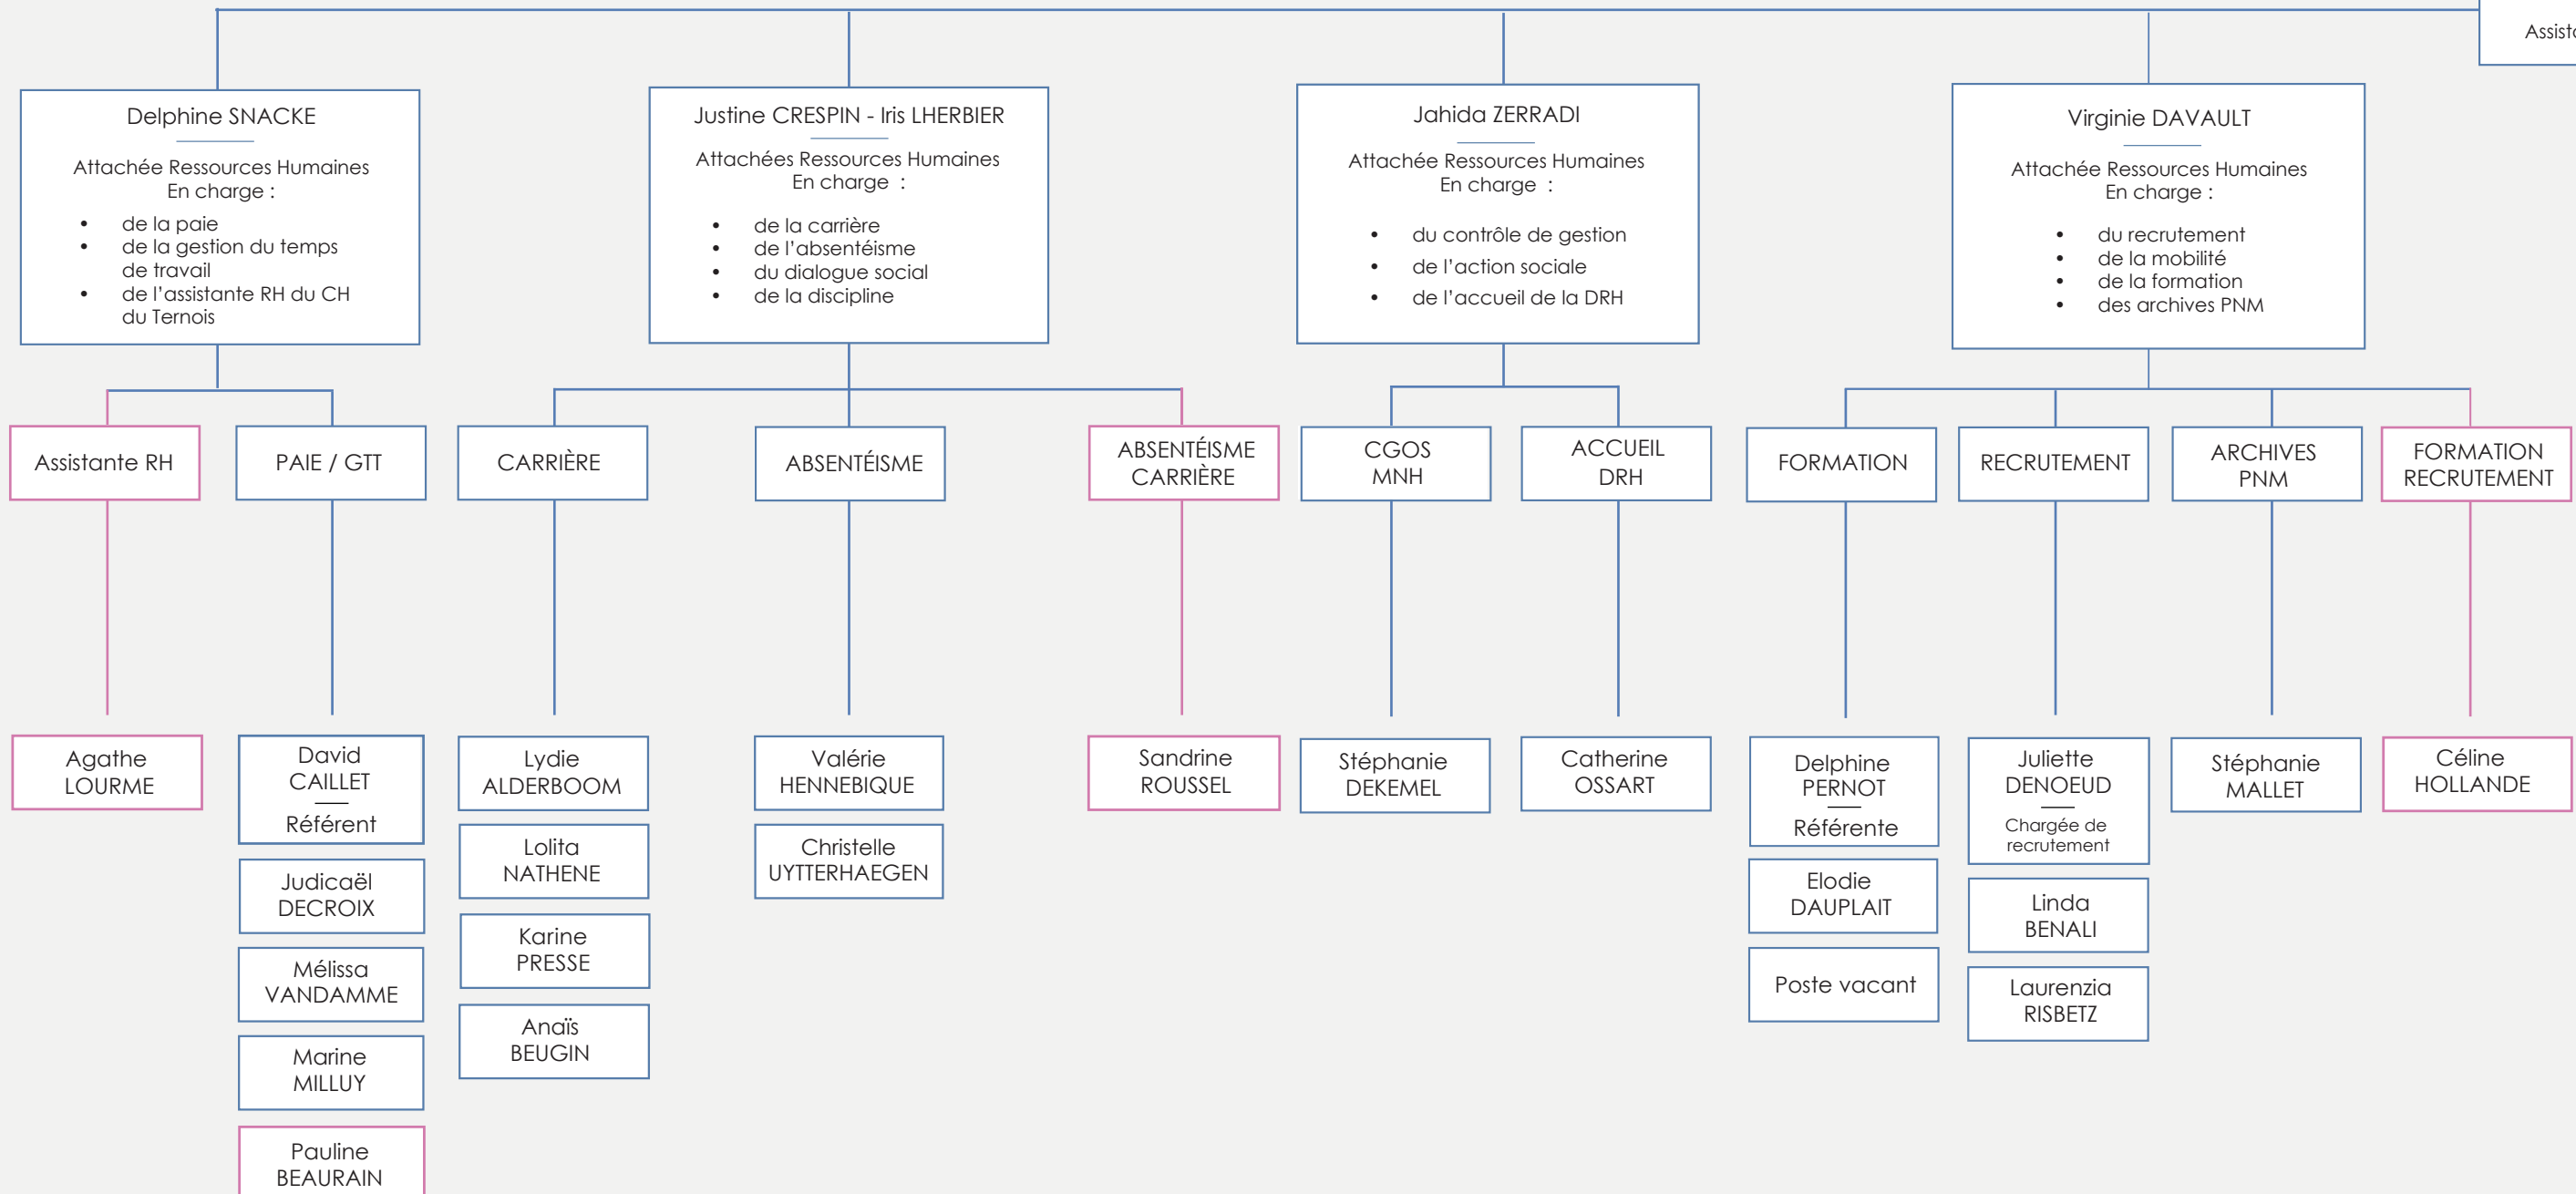 Delphine SNACKE
Attachée Ressources Humaines
En charge :
• de la paie
• de la gestion du temps
de travail
• de l'assistante RH du CH
du Ternois
Justine CRESPIN - Iris LHERBIER
Attachées Ressources Humaines
En charge :
• de la carrière
• de l'absentéisme
• du dialogue social
• de la discipline
Jahida ZERRADI
Attachée Ressources Humaines
En charge :
• du contrôle de gestion
• de l'action sociale
• de l'accueil de la DRH
Virginie DAVAULT
Attachée Ressources Humaines
En charge :
• du recrutement
• de la mobilité
• de la formation
• des archives PNM
Assistante RH
PAIE / GTT
CARRIÈRE
ABSENTÉISME
ABSENTÉISME
CARRIÈRE
CGOS
MNH
ACCUEIL
DRH
FORMATION
RECRUTEMENT
ARCHIVES
PNM
FORMATION
RECRUTEMENT
Agathe
LOURME
David
CAILLET
Référent
Judicaël
DECROIX
Mélissa
VANDAMME
Marine
MILLUY
Pauline
BEAURAIN
Lydie
ALDERBOOM
Lolita
NATHENE
Karine
PRESSE
Anaïs
BEUGIN
Valérie
HENNEBIQUE
Christelle
UYTTERHAEGEN
Sandrine
ROUSSEL
Stéphanie
DEKEMEL
Catherine
OSSART
Delphine
PERNOT
Référente
Elodie
DAUPLAIT
Poste vacant
Juliette
DENOEUD
Chargée de
recrutement
Linda
BENALI
Laurenzia
RISBETZ
Stéphanie
MALLET
Céline
HOLLANDE